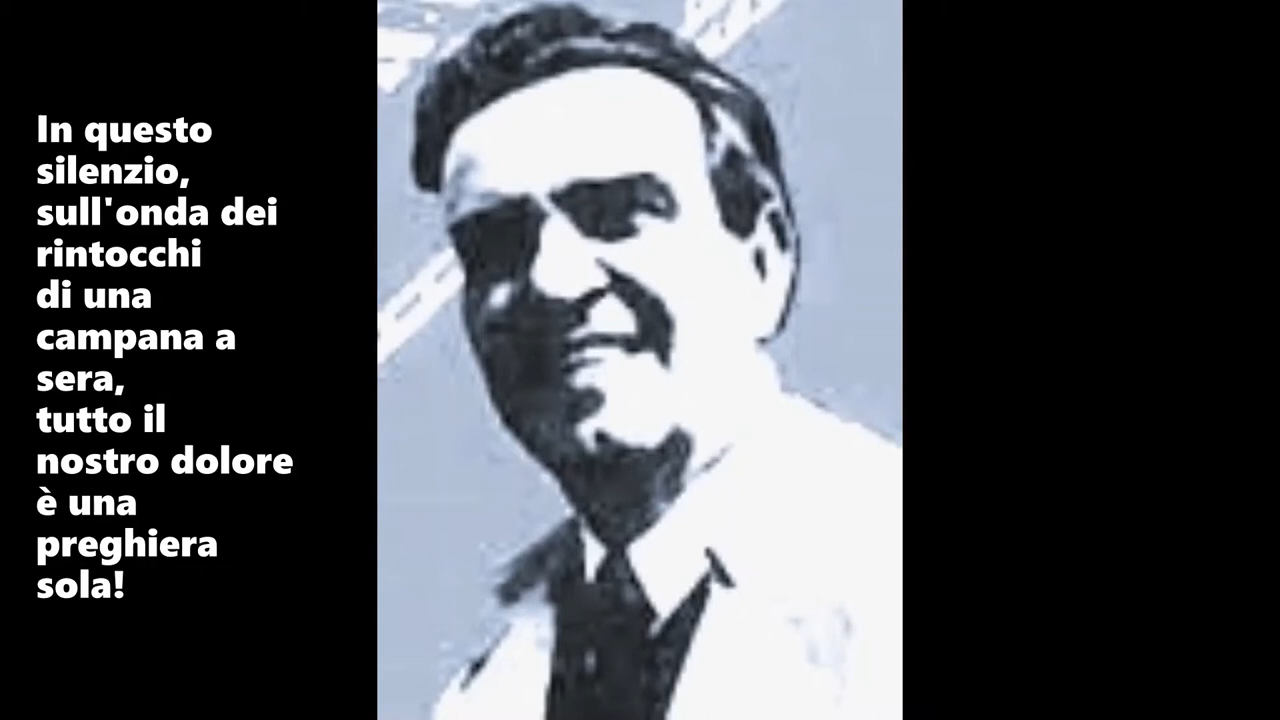 In questo
silenzio,
sull'onda dei
rintocchi
di una
campana a
sera,
tutto il
nostro dolore
è una
preghiera
sola!